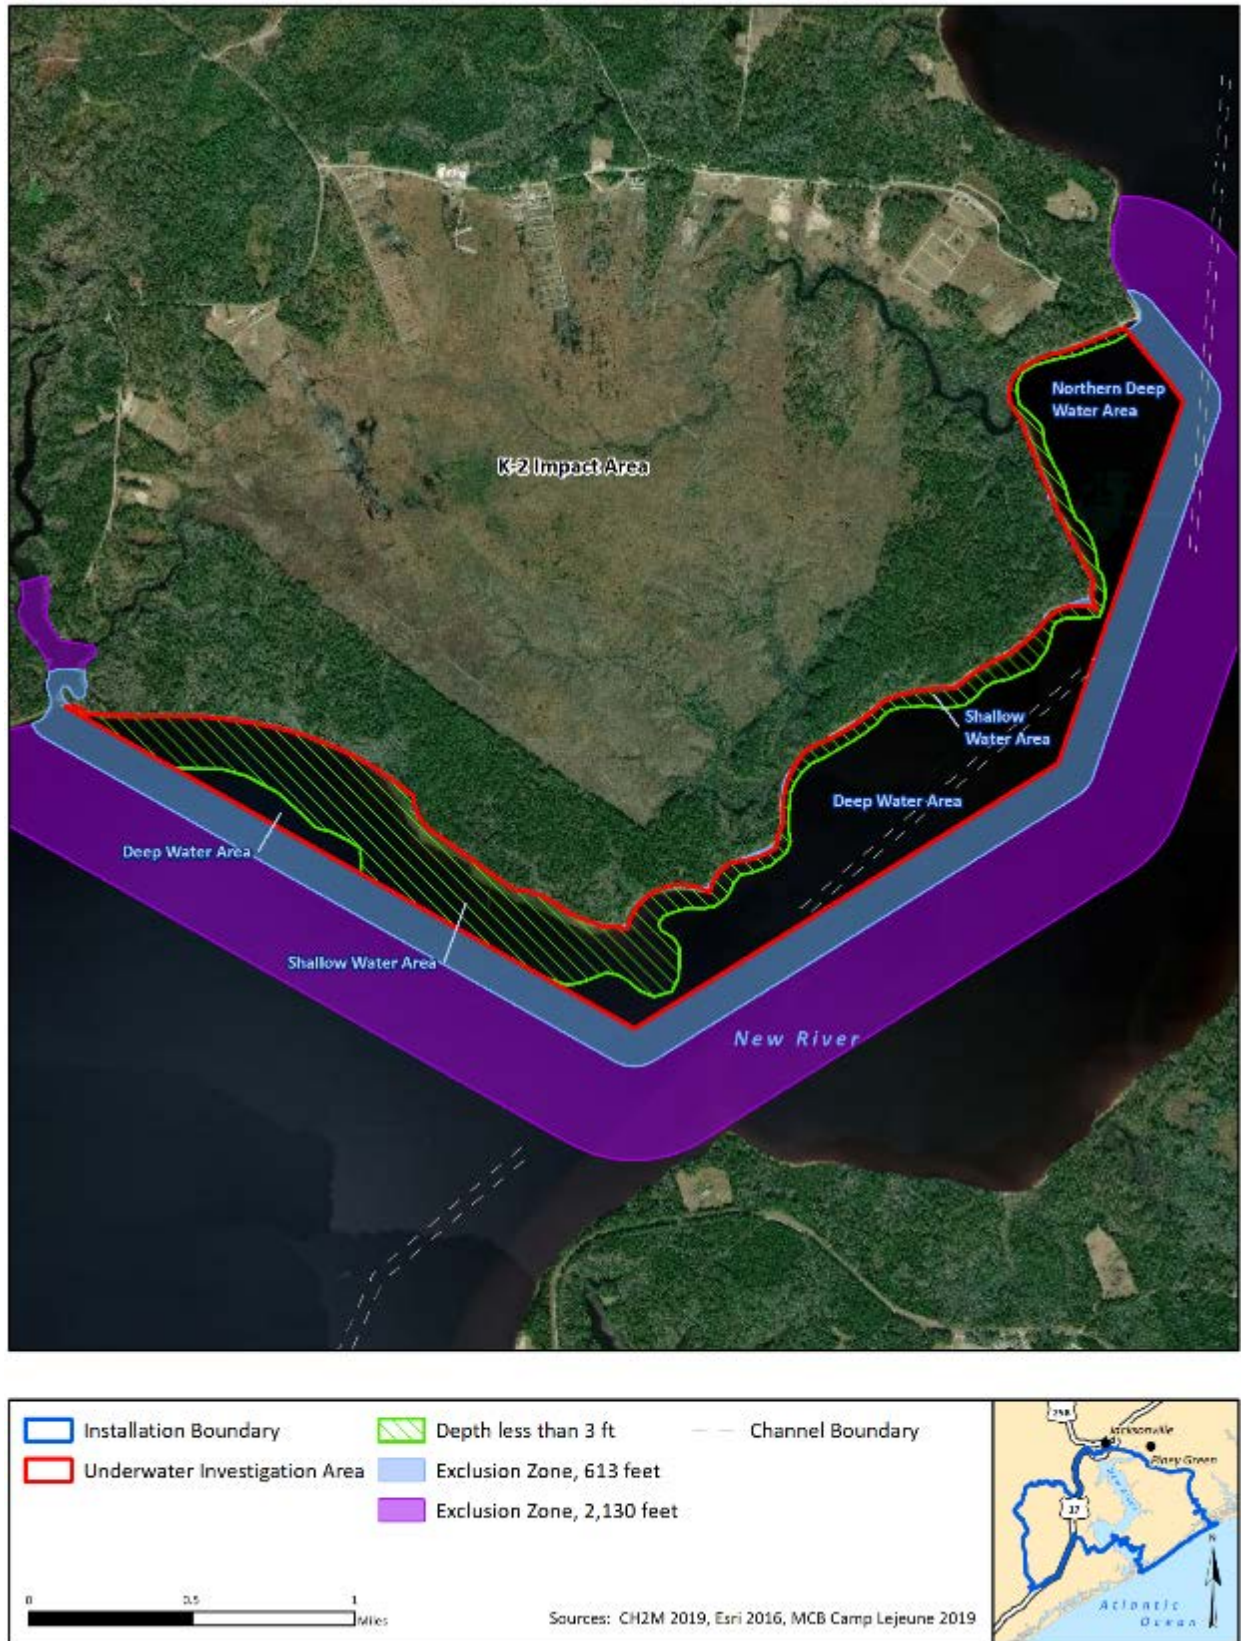 Northern Deep
Water Area
K-2 Impact Area
Shallow
Water Area
Deep Water Area
Deep Water Area
Shallow Water Area
New River
Installation Boundary
Underwater Investigation Area
Depth less than 3 ft
Exclusion Zone, 613 feet
Exclusion Zone, 2,130 feet
Channel Boundary
0 0.5 1
Miles
Sources: CH2M 2019, Esri 2016, MCB Camp Lejeune 2019
258
Jacksonville
Piney Green
New River
17
N
Atlantic
Ocean